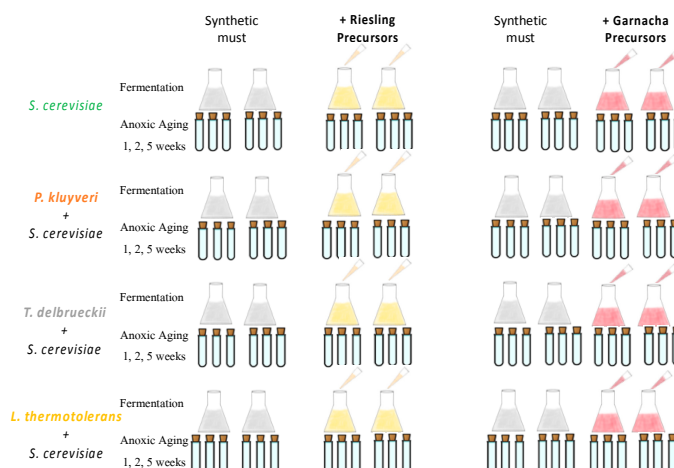 Synthetic must
+ Riesling Precursors
Synthetic must
+ Garnacha Precursors
S. cerevisiae
Fermentation
Anoxic Aging
1, 2, 5 weeks
P. kluyveri
+
S. cerevisiae
Fermentation
Anoxic Aging
1, 2, 5 weeks
T. delbrueckii
+
S. cerevisiae
Fermentation
Anoxic Aging
1, 2, 5 weeks
L. thermotolerans
+
S. cerevisiae
Fermentation
Anoxic Aging
1, 2, 5 weeks